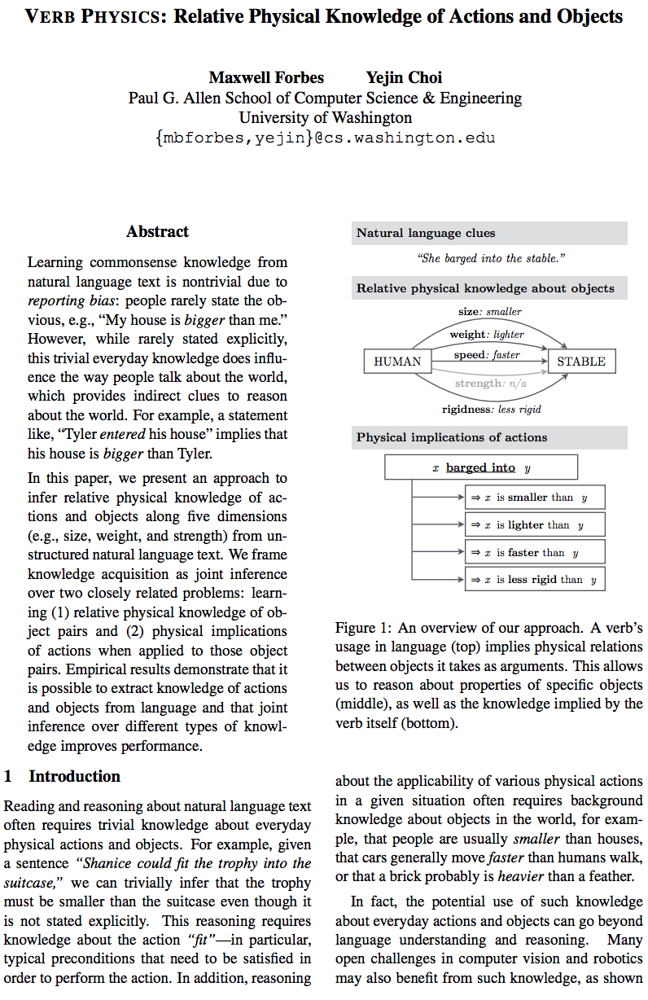 VERB PHYSICS: Relative Physical Knowledge of Actions and Objects
Maxwell Forbes Yejin Choi
Paul G. Allen School of Computer Science & Engineering
University of Washington
{mbforbes,yejin}@cs.washington.edu
Abstract
Learning commonsense knowledge from
natural language text is nontrivial due to
reporting bias: people rarely state the ob-
vious, e.g., “My house is bigger than me.”
However, while rarely stated explicitly,
this trivial everyday knowledge does influ-
ence the way people talk about the world,
which provides indirect clues to reason
about the world. For example, a statement
like, “Tyler entered his house” implies that
his house is bigger than Tyler.
In this paper, we present an approach to
infer relative physical knowledge of ac-
tions and objects along five dimensions
(e.g., size, weight, and strength) from un-
structured natural language text. We frame
knowledge acquisition as joint inference
over two closely related problems: learn-
ing (1) relative physical knowledge of ob-
ject pairs and (2) physical implications
of actions when applied to those object
pairs. Empirical results demonstrate that it
is possible to extract knowledge of actions
and objects from language and that joint
inference over different types of knowl-
edge improves performance.
1 Introduction
Reading and reasoning about natural language text
often requires trivial knowledge about everyday
physical actions and objects. For example, given
a sentence “Shanice could fit the trophy into the
suitcase,” we can trivially infer that the trophy
must be smaller than the suitcase even though it
is not stated explicitly. This reasoning requires
knowledge about the action “fit”—in particular,
typical preconditions that need to be satisfied in
order to perform the action. In addition, reasoning
Natural language clues
“She barged into the stable.”
Relative physical knowledge about objects
size: smaller
weight: lighter
HUMAN speed: faster STABLE
strength: n/a
rigidness: less rigid
Physical implications of actions
x barged into y
⇒ x is smaller than y
⇒ x is lighter than y
⇒ x is faster than y
⇒ x is less rigid than y
Figure 1: An overview of our approach. A verb’s
usage in language (top) implies physical relations
between objects it takes as arguments. This allows
us to reason about properties of specific objects
(middle), as well as the knowledge implied by the
verb itself (bottom).
about the applicability of various physical actions
in a given situation often requires background
knowledge about objects in the world, for exam-
ple, that people are usually smaller than houses,
that cars generally move faster than humans walk,
or that a brick probably is heavier than a feather.
In fact, the potential use of such knowledge
about everyday actions and objects can go beyond
language understanding and reasoning. Many
open challenges in computer vision and robotics
may also benefit from such knowledge, as shown